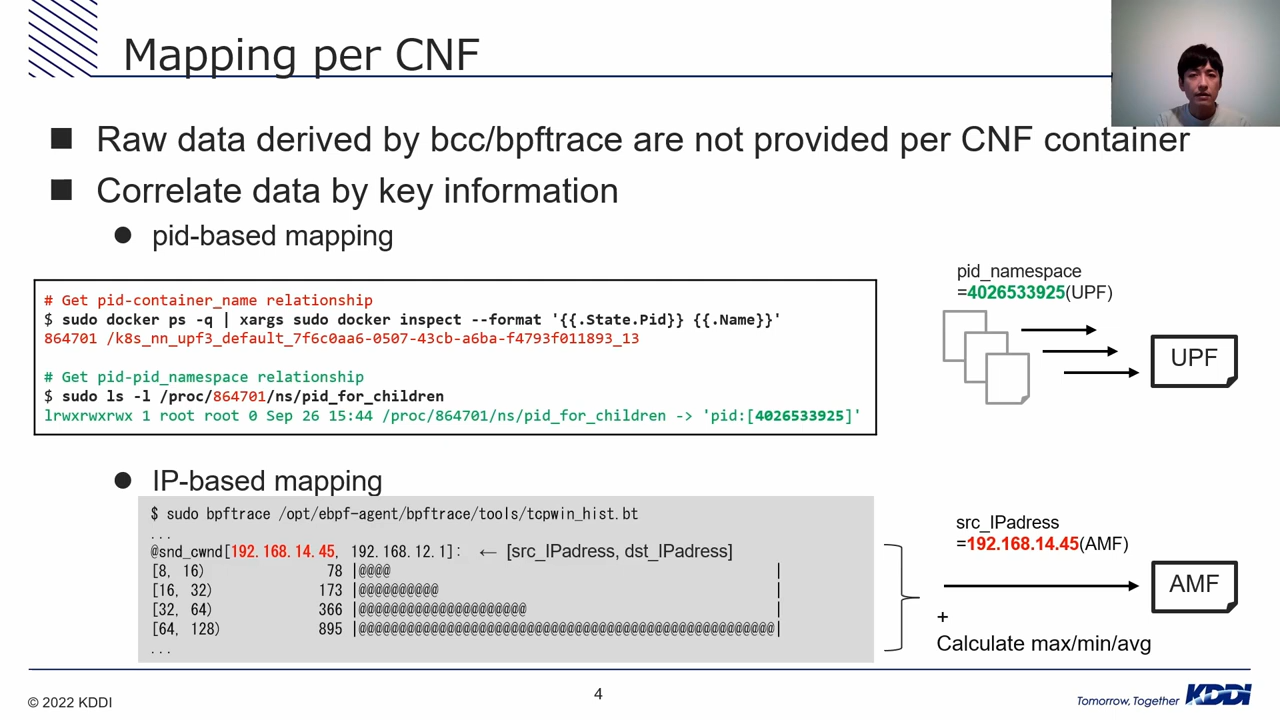 Mapping per CNF
■ Raw data derived by bcc/bpftrace are not provided per CNF container
■ Correlate data by key information
● pid-based mapping
# Get pid-container_name relationship
$ sudo docker ps -q | xargs sudo docker inspect --format '{{.State.Pid}} {{.Name}}'
864701 /k8s_nn_upf3_default_7f6c0aa6-0507-43cb-a6ba-f4793f011893_13
# Get pid-pid_namespace relationship
$ sudo ls -l /proc/864701/ns/pid_for_children
lrwxrwxrwx 1 root root 0 Sep 26 15:44 /proc/864701/ns/pid_for_children -> 'pid:[4026533925]'
pid_namespace
=4026533925(UPF)
UPF
● IP-based mapping
$ sudo bpftrace /opt/ebpf-agent/bpftrace/tools/tcpwin_hist.bt
...
@snd_cwnd[192.168.14.45, 192.168.12.1]: ← [src_IPadress, dst_IPadress]
[8, 16) 78 |@@@@ |
[16, 32) 173 |@@@@@@@@@@ |
[32, 64) 366 |@@@@@@@@@@@@@@@@@@@@@ |
[64, 128) 895 |@@@@@@@@@@@@@@@@@@@@@@@@@@@@@@@@@@@@@@@@@@@@@@@@@@@@|
...
src_IPadress
=192.168.14.45(AMF)
AMF
+
Calculate max/min/avg
© 2022 KDDI
4
Tomorrow, Together KDDI